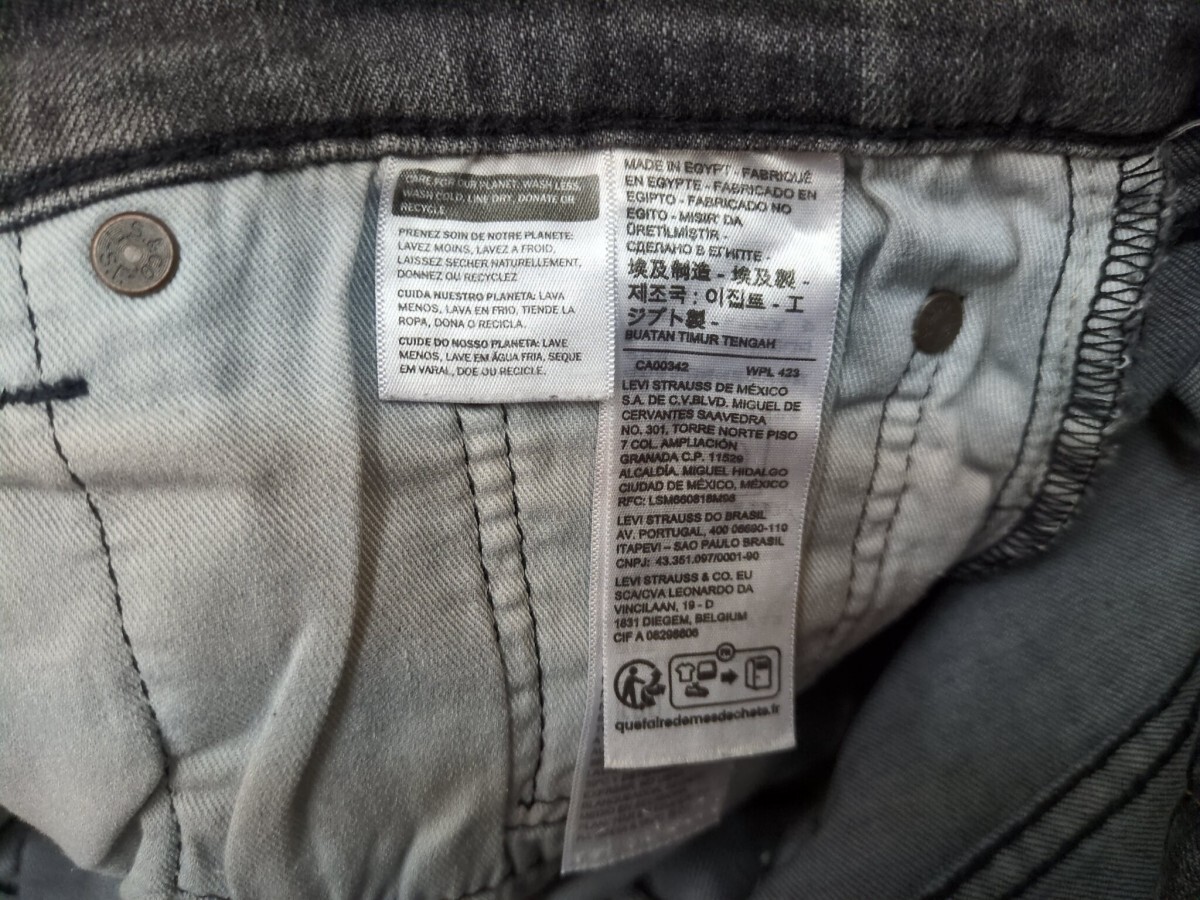 CARE FOR OUR PLANET: WASH LESS,
WASH COLD, LINE DRY, DONATE OR
RECYCLE
PRENEZ SOIN DE NOTRE PLANETE:
LAVEZ MOINS, LAVEZ A FROID,
LAISSEZ SECHER NATURELLEMENT,
DONNEZ OU RECYCLEZ
CUIDA NUESTRO PLANETA: LAVA
MENOS, LAVA EN FRIO, TIENDE LA
ROPA, DONA O RECICLA.
CUIDE DO NOSSO PLANETA: LAVE
MENOS, LAVE EM ÁGUA FRIA, SEQUE
EM VARAL, DOE OU RECICLE.
MADE IN EGYPT - FABRIQUÉ
EN EGYPTE - FABRICADO EN
EGIPTO - FABRICADO NO
EGITO - MISIR' DA
ÜRETİLMİŞTİR -
СДЕЛАНО В ЕГИПТЕ -
埃及制造 - 埃及製 -
제조국 : 이집트 - エ
ジプト製 -
BUATAN TIMUR TENGAH
CA00342 WPL 423
LEVI STRAUSS DE MÉXICO
S.A. DE C.V.BLVD. MIGUEL DE
CERVANTES SAAVEDRA
NO. 301, TORRE NORTE PISO
7 COL. AMPLIACIÓN
GRANADA C.P. 11529
ALCALDÍA. MIGUEL HIDALGO
CIUDAD DE MÉXICO, MÉXICO
RFC: LSM660818M96
LEVI STRAUSS DO BRASIL
AV. PORTUGAL, 400 06690-110
ITAPEVI – SAO PAULO BRASIL
CNPJ: 43.351.097/0001-90
LEVI STRAUSS & CO. EU
SCA/CVA LEONARDO DA
VINCILAAN, 19 - D
1831 DIEGEM, BELGIUM
CIF A 08298806
quefairedemesdechets.fr